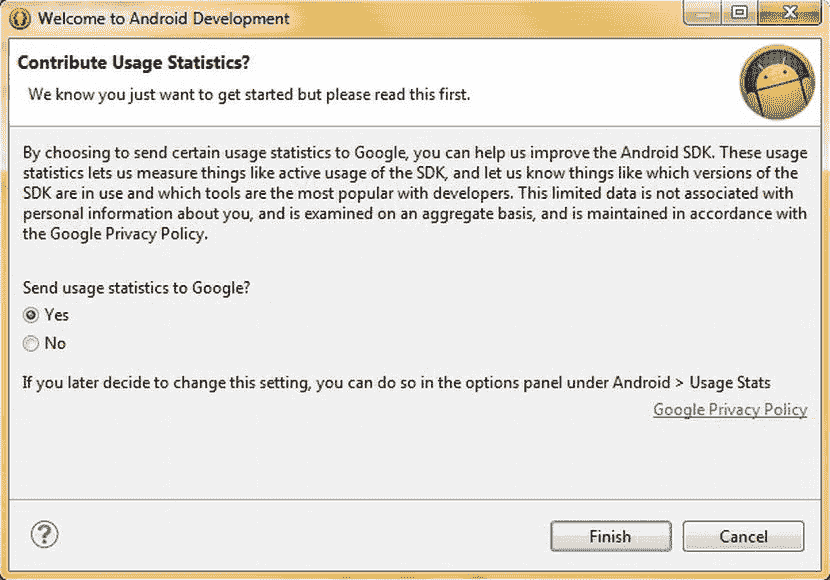 Welcome to Android Development
Contribute Usage Statistics?
We know you just want to get started but please read this first.
By choosing to send certain usage statistics to Google, you can help us improve the Android SDK. These usage
statistics lets us measure things like active usage of the SDK, and let us know things like which versions of the
SDK are in use and which tools are the most popular with developers. This limited data is not associated with
personal information about you, and is examined on an aggregate basis, and is maintained in accordance with
the Google Privacy Policy.
Send usage statistics to Google?
Yes
No
If you later decide to change this setting, you can do so in the options panel under Android > Usage Stats
Google Privacy Policy
?
Finish
Cancel